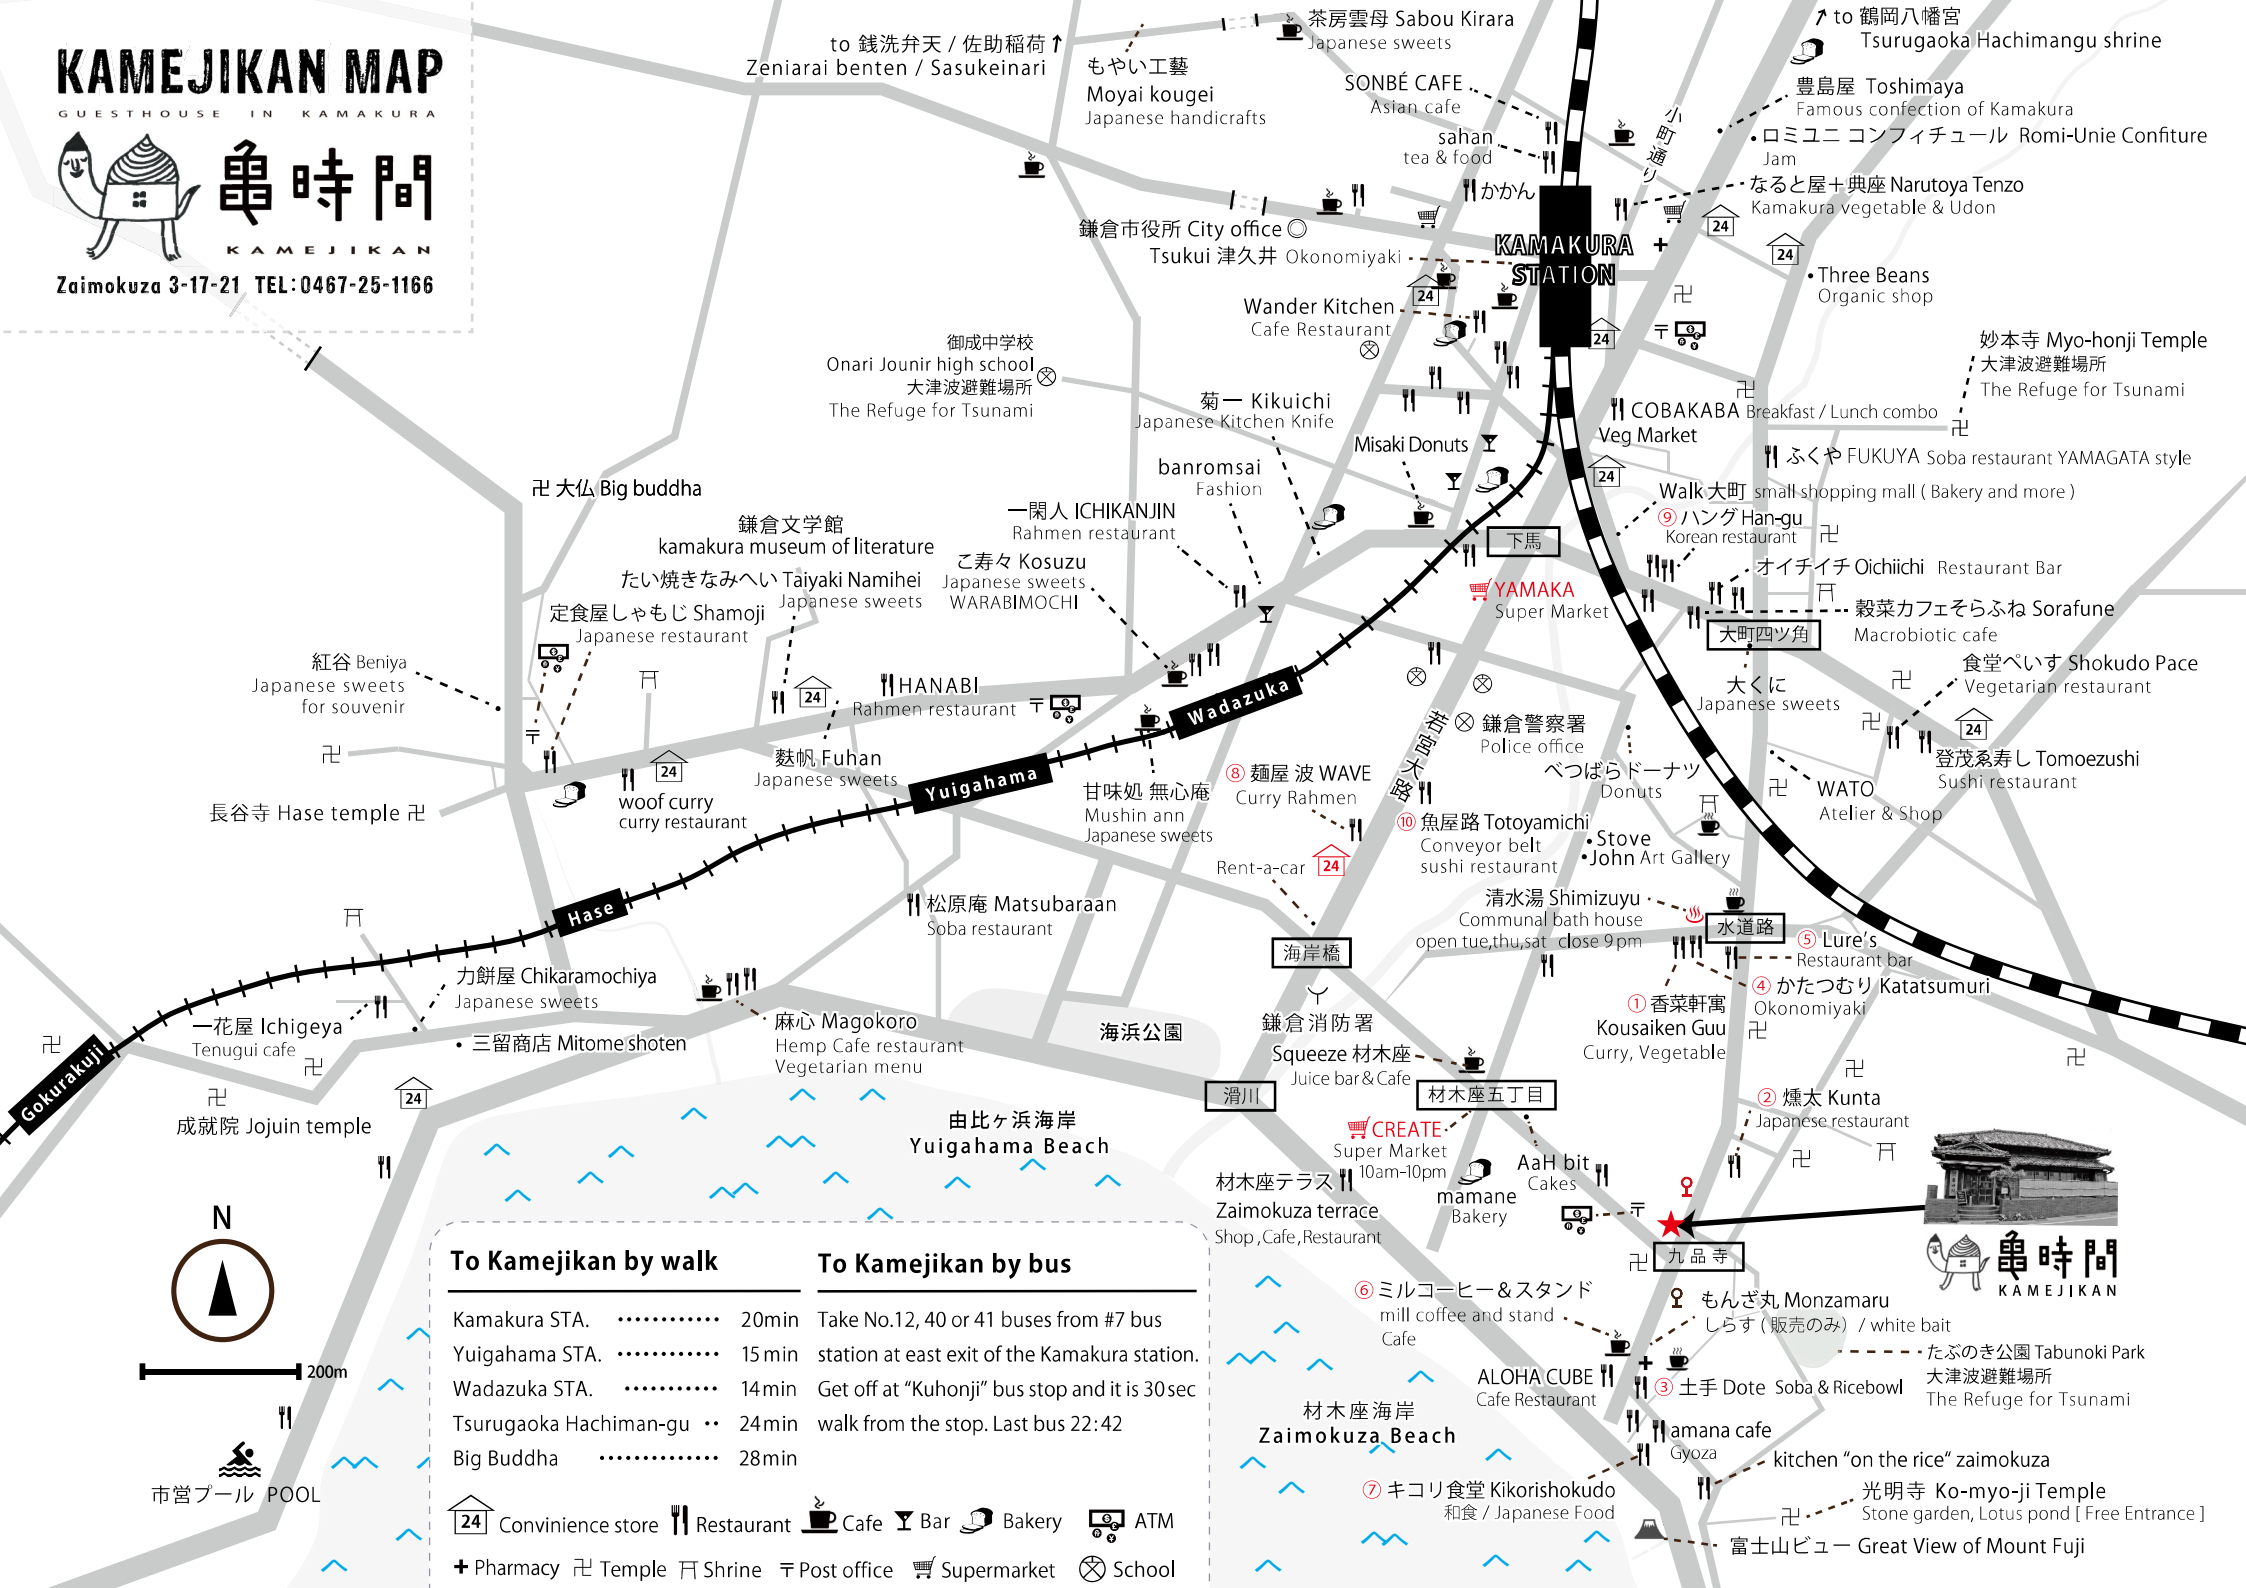 KAMEJIKAN MAP
GUESTHOUSE IN KAMAKURA
亀時間
KAMEJIKAN
Zaimokuza 3-17-21 TEL:0467-25-1166
to 銭洗弁天 / 佐助稲荷↑
Zeniarai benten / Sasukeinari
もやい工藝
Moyai kougei
Japanese handicrafts
茶房雲母 Sabou Kirara
Japanese sweets
SONBÉ CAFE
Asian cafe
sahan
tea & food
かかん
鎌倉市役所 City office ◎
Tsukui 津久井 Okonomiyaki
KAMAKURA
STATION
Wander Kitchen
Cafe Restaurant
小町通り
↗ to 鶴岡八幡宮
Tsurugaoka Hachimangu shrine
豊島屋 Toshimaya
Famous confection of Kamakura
・ロミユニ コンフィチュール Romi-Unie Confiture
Jam
なると屋＋典座 Narutoya Tenzo
Kamakura vegetable & Udon
24
24
24
24
・Three Beans
Organic shop
妙本寺 Myo-honji Temple
大津波避難場所
The Refuge for Tsunami
御成中学校
Onari Jounir high school
大津波避難場所
The Refuge for Tsunami
菊一 Kikuichi
Japanese Kitchen Knife
Misaki Donuts
banromsai
Fashion
COBAKABA Breakfast / Lunch combo
Veg Market
ふくや FUKUYA Soba restaurant YAMAGATA style
24
Walk 大町 small shopping mall ( Bakery and more )
⑨ ハング Han-gu
Korean restaurant
オイチイチ Oichiichi Restaurant Bar
穀菜カフェそらふね Sorafune
Macrobiotic cafe
下馬
YAMAKA
Super Market
大町四ツ角
食堂ぺいす Shokudo Pace
Vegetarian restaurant
大くに
Japanese sweets
24
登茂ゑ寿し Tomoezushi
Sushi restaurant
WATO
Atelier & Shop
卍 大仏 Big buddha
鎌倉文学館
kamakura museum of literature
たい焼きなみへい Taiyaki Namihei
Japanese sweets
定食屋しゃもじ Shamoji
Japanese restaurant
一閑人 ICHIKANJIN
Rahmen restaurant
こ寿々 Kosuzu
Japanese sweets
WARABIMOCHI
紅谷 Beniya
Japanese sweets
for souvenir
長谷寺 Hase temple 卍
24
HANABI
Rahmen restaurant
麩帆 Fuhan
Japanese sweets
24
woof curry
curry restaurant
Wadazuka
Yuigahama
Hase
Gokurakuji
甘味処 無心庵
Mushin ann
Japanese sweets
若宮大路
鎌倉警察署
Police office
⑧ 麺屋 波 WAVE
Curry Rahmen
べつばらドーナツ
Donuts
⑩ 魚屋路 Totoyamichi
Conveyor belt
sushi restaurant
・Stove
・John Art Gallery
Rent-a-car
24
清水湯 Shimizuyu
Communal bath house
open tue,thu,sat close 9 pm
水道路
⑤ Lure's
Restaurant bar
④ かたつむり Katatsumuri
Okonomiyaki
① 香菜軒寓
Kousaiken Guu
Curry, Vegetable
松原庵 Matsubaraan
Soba restaurant
海岸橋
鎌倉消防署
海浜公園
力餅屋 Chikaramochiya
Japanese sweets
一花屋 Ichigeya
Tenugui cafe
・三留商店 Mitome shoten
麻心 Magokoro
Hemp Cafe restaurant
Vegetarian menu
24
成就院 Jojuin temple
Squeeze 材木座
Juice bar & Cafe
滑川
材木座五丁目
② 燻太 Kunta
Japanese restaurant
CREATE
Super Market
10am-10pm
由比ヶ浜海岸
Yuigahama Beach
材木座テラス
Zaimokuza terrace
Shop , Cafe , Restaurant
mamane
Bakery
AaH bit
Cakes
九品寺
亀時間
KAMEJIKAN
N
200m
市営プール POOL
⑥ ミルコーヒー＆スタンド
mill coffee and stand
Cafe
もんざ丸 Monzamaru
しらす ( 販売のみ ) / white bait
たぶのき公園 Tabunoki Park
大津波避難場所
The Refuge for Tsunami
ALOHA CUBE
Cafe Restaurant
③ 土手 Dote Soba & Ricebowl
材木座海岸
Zaimokuza Beach
amana cafe
Gyoza
kitchen “on the rice“ zaimokuza
⑦ キコリ食堂 Kikorishokudo
和食 / Japanese Food
光明寺 Ko-myo-ji Temple
Stone garden, Lotus pond [ Free Entrance ]
富士山ビュー Great View of Mount Fuji
To Kamejikan by walk
Kamakura STA. ············ 20min
Yuigahama STA. ············ 15min
Wadazuka STA. ··········· 14min
Tsurugaoka Hachiman-gu ·· 24min
Big Buddha ·············· 28min
To Kamejikan by bus
Take No.12, 40 or 41 buses from #7 bus
station at east exit of the Kamakura station.
Get off at “Kuhonji” bus stop and it is 30 sec
walk from the stop. Last bus 22:42
24 Convinience store Restaurant Cafe Bar Bakery ATM
Pharmacy 卍 Temple Shrine 〒Post office Supermarket School